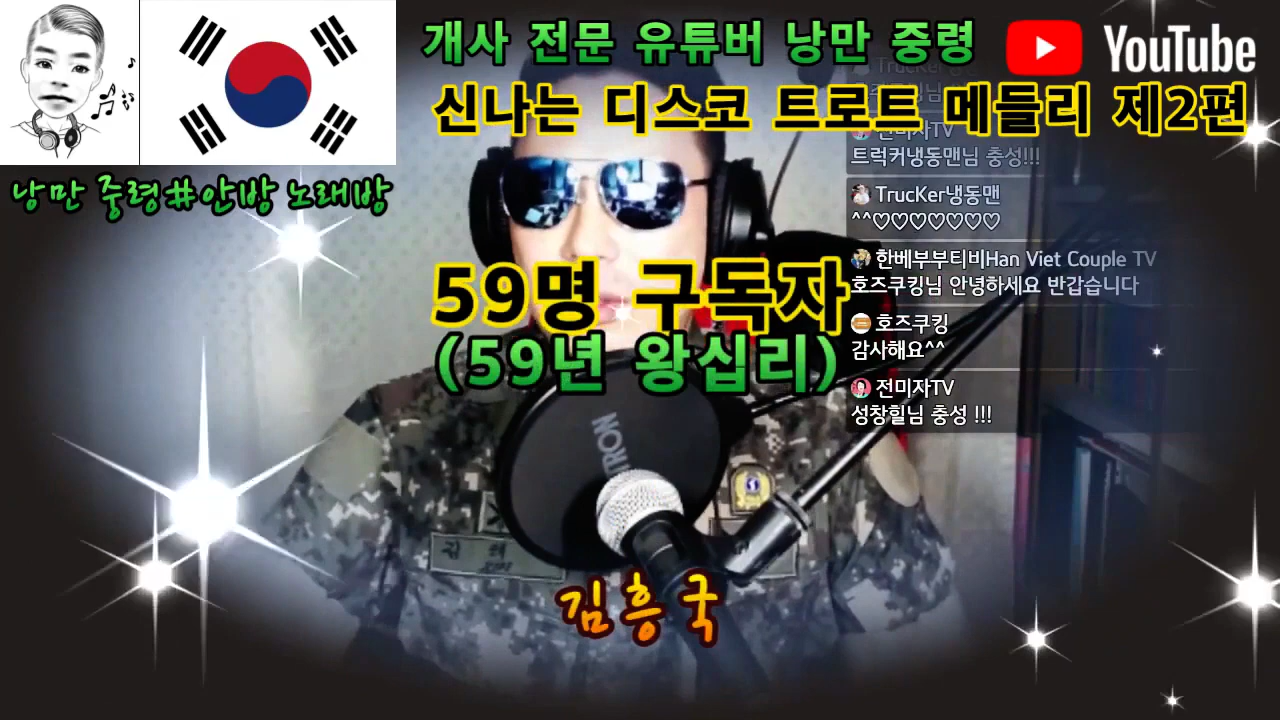 개사 전문 유튜버 낭만 중령
YouTube
신나는 디스코 트로트 메들리 제2편
낭만 중령#안방 노래방
전미자TV
트럭커냉동맨님 충성!!!
TrucKer냉동맨
^^♡♡♡♡♡♡♡
한베부부티비Han Viet Couple TV
호즈쿠킹님 안녕하세요 반갑습니다
호즈쿠킹
감사해요^^
전미자TV
성창힐님 충성 !!!
59명 구독자
(59년 왕십리)
TRON
김흥국